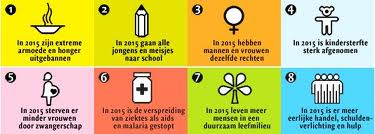 1
In 2015 zijn extreme
armoede en honger
uitgebannen
2
In 2015 gaan alle
jongens en meisjes
naar school
3
In 2015 hebben
mannen en vrouwen
dezelfde rechten
4
In 2015 is kindersterfte
sterk afgenomen
5
In 2015 sterven er
minder vrouwen
door zwangerschap
6
In 2015 is de verspreiding
van ziektes als aids
en malaria gestopt
7
In 2015 leven meer
mensen in een
duurzaam leefmilieu
8
In 2015 is er meer
eerlijke handel, schulden-
verlichting en hulp